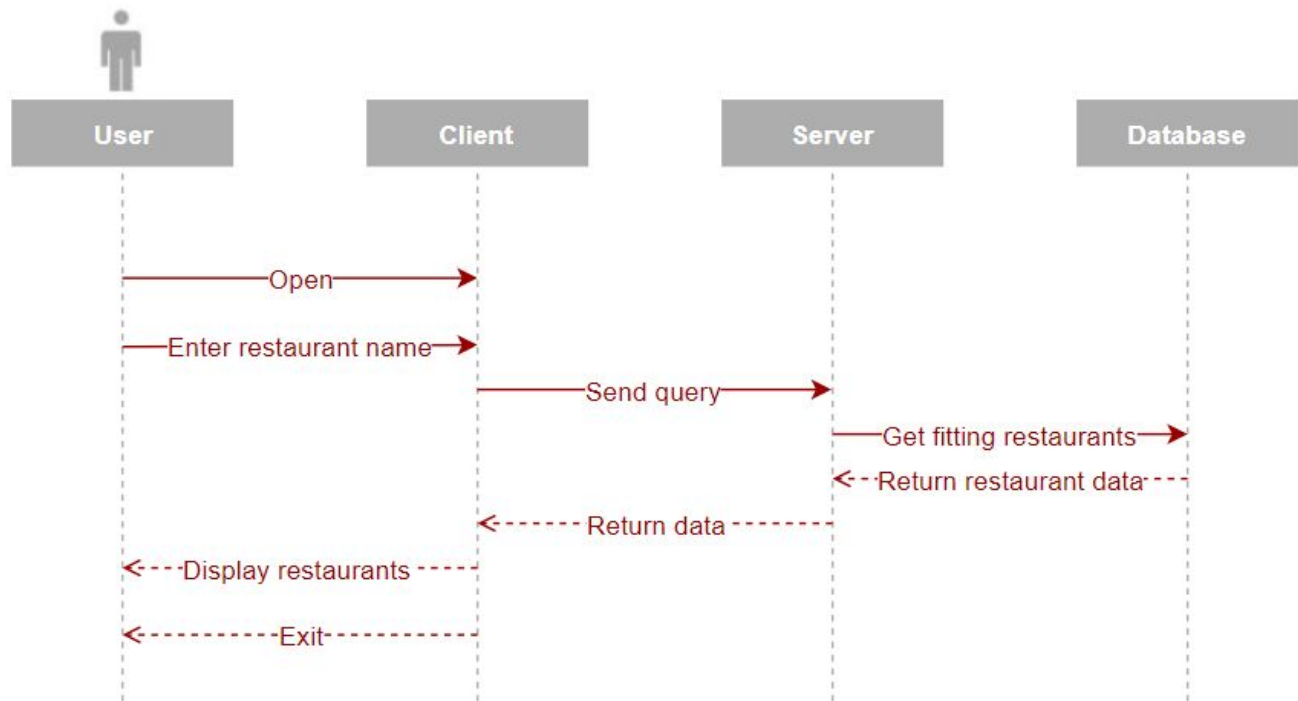 User
Client
Server
Database
Open
Enter restaurant name
Send query
Get fitting restaurants
Return restaurant data
Return data
Display restaurants
Exit